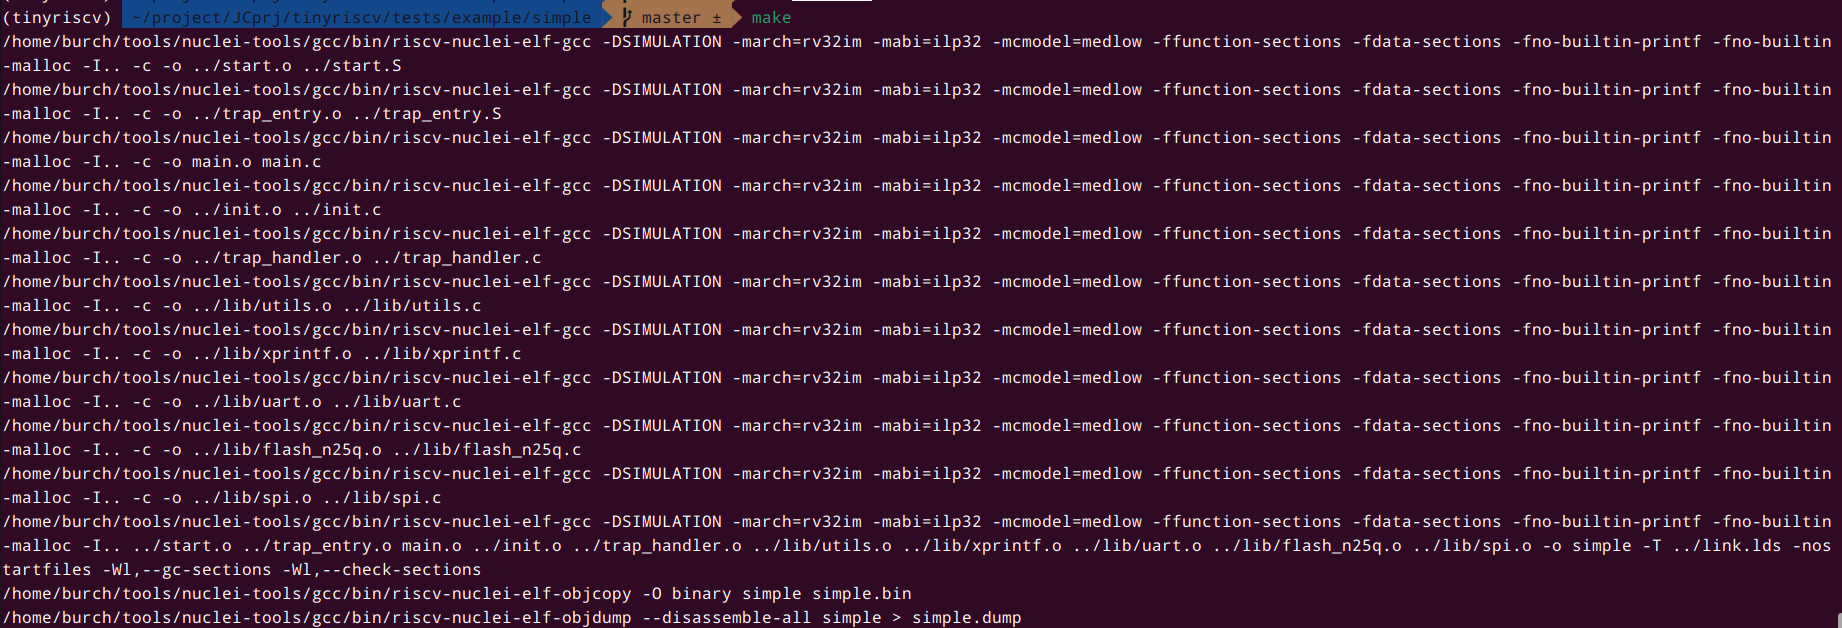 (tinyriscv) ~/project/JCprj/tinyriscv/tests/example/simple master ± make
/home/burch/tools/nuclei-tools/gcc/bin/riscv-nuclei-elf-gcc -DSIMULATION -march=rv32im -mabi=ilp32 -mcmodel=medlow -ffunction-sections -fdata-sections -fno-builtin-printf -fno-builtin
-malloc -I.. -c -o ../start.o ../start.S
/home/burch/tools/nuclei-tools/gcc/bin/riscv-nuclei-elf-gcc -DSIMULATION -march=rv32im -mabi=ilp32 -mcmodel=medlow -ffunction-sections -fdata-sections -fno-builtin-printf -fno-builtin
-malloc -I.. -c -o ../trap_entry.o ../trap_entry.S
/home/burch/tools/nuclei-tools/gcc/bin/riscv-nuclei-elf-gcc -DSIMULATION -march=rv32im -mabi=ilp32 -mcmodel=medlow -ffunction-sections -fdata-sections -fno-builtin-printf -fno-builtin
-malloc -I.. -c -o main.o main.c
/home/burch/tools/nuclei-tools/gcc/bin/riscv-nuclei-elf-gcc -DSIMULATION -march=rv32im -mabi=ilp32 -mcmodel=medlow -ffunction-sections -fdata-sections -fno-builtin-printf -fno-builtin
-malloc -I.. -c -o ../init.o ../init.c
/home/burch/tools/nuclei-tools/gcc/bin/riscv-nuclei-elf-gcc -DSIMULATION -march=rv32im -mabi=ilp32 -mcmodel=medlow -ffunction-sections -fdata-sections -fno-builtin-printf -fno-builtin
-malloc -I.. -c -o ../trap_handler.o ../trap_handler.c
/home/burch/tools/nuclei-tools/gcc/bin/riscv-nuclei-elf-gcc -DSIMULATION -march=rv32im -mabi=ilp32 -mcmodel=medlow -ffunction-sections -fdata-sections -fno-builtin-printf -fno-builtin
-malloc -I.. -c -o ../lib/utils.o ../lib/utils.c
/home/burch/tools/nuclei-tools/gcc/bin/riscv-nuclei-elf-gcc -DSIMULATION -march=rv32im -mabi=ilp32 -mcmodel=medlow -ffunction-sections -fdata-sections -fno-builtin-printf -fno-builtin
-malloc -I.. -c -o ../lib/xprintf.o ../lib/xprintf.c
/home/burch/tools/nuclei-tools/gcc/bin/riscv-nuclei-elf-gcc -DSIMULATION -march=rv32im -mabi=ilp32 -mcmodel=medlow -ffunction-sections -fdata-sections -fno-builtin-printf -fno-builtin
-malloc -I.. -c -o ../lib/uart.o ../lib/uart.c
/home/burch/tools/nuclei-tools/gcc/bin/riscv-nuclei-elf-gcc -DSIMULATION -march=rv32im -mabi=ilp32 -mcmodel=medlow -ffunction-sections -fdata-sections -fno-builtin-printf -fno-builtin
-malloc -I.. -c -o ../lib/flash_n25q.o ../lib/flash_n25q.c
/home/burch/tools/nuclei-tools/gcc/bin/riscv-nuclei-elf-gcc -DSIMULATION -march=rv32im -mabi=ilp32 -mcmodel=medlow -ffunction-sections -fdata-sections -fno-builtin-printf -fno-builtin
-malloc -I.. -c -o ../lib/spi.o ../lib/spi.c
/home/burch/tools/nuclei-tools/gcc/bin/riscv-nuclei-elf-gcc -DSIMULATION -march=rv32im -mabi=ilp32 -mcmodel=medlow -ffunction-sections -fdata-sections -fno-builtin-printf -fno-builtin
-malloc -I.. ../start.o ../trap_entry.o main.o ../init.o ../trap_handler.o ../lib/utils.o ../lib/xprintf.o ../lib/uart.o ../lib/flash_n25q.o ../lib/spi.o -o simple -T ../link.lds -nos
tartfiles -Wl,--gc-sections -Wl,--check-sections
/home/burch/tools/nuclei-tools/gcc/bin/riscv-nuclei-elf-objcopy -O binary simple simple.bin
/home/burch/tools/nuclei-tools/gcc/bin/riscv-nuclei-elf-objdump --disassemble-all simple > simple.dump